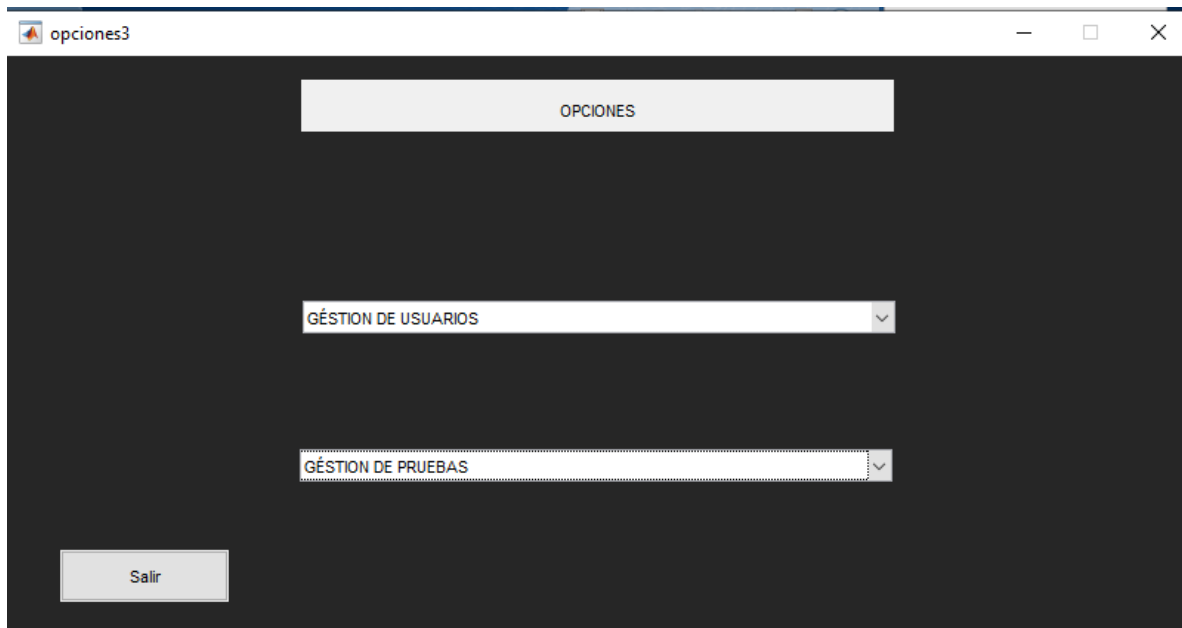 opciones3
OPCIONES
GÉSTION DE USUARIOS
GÉSTION DE PRUEBAS
Salir